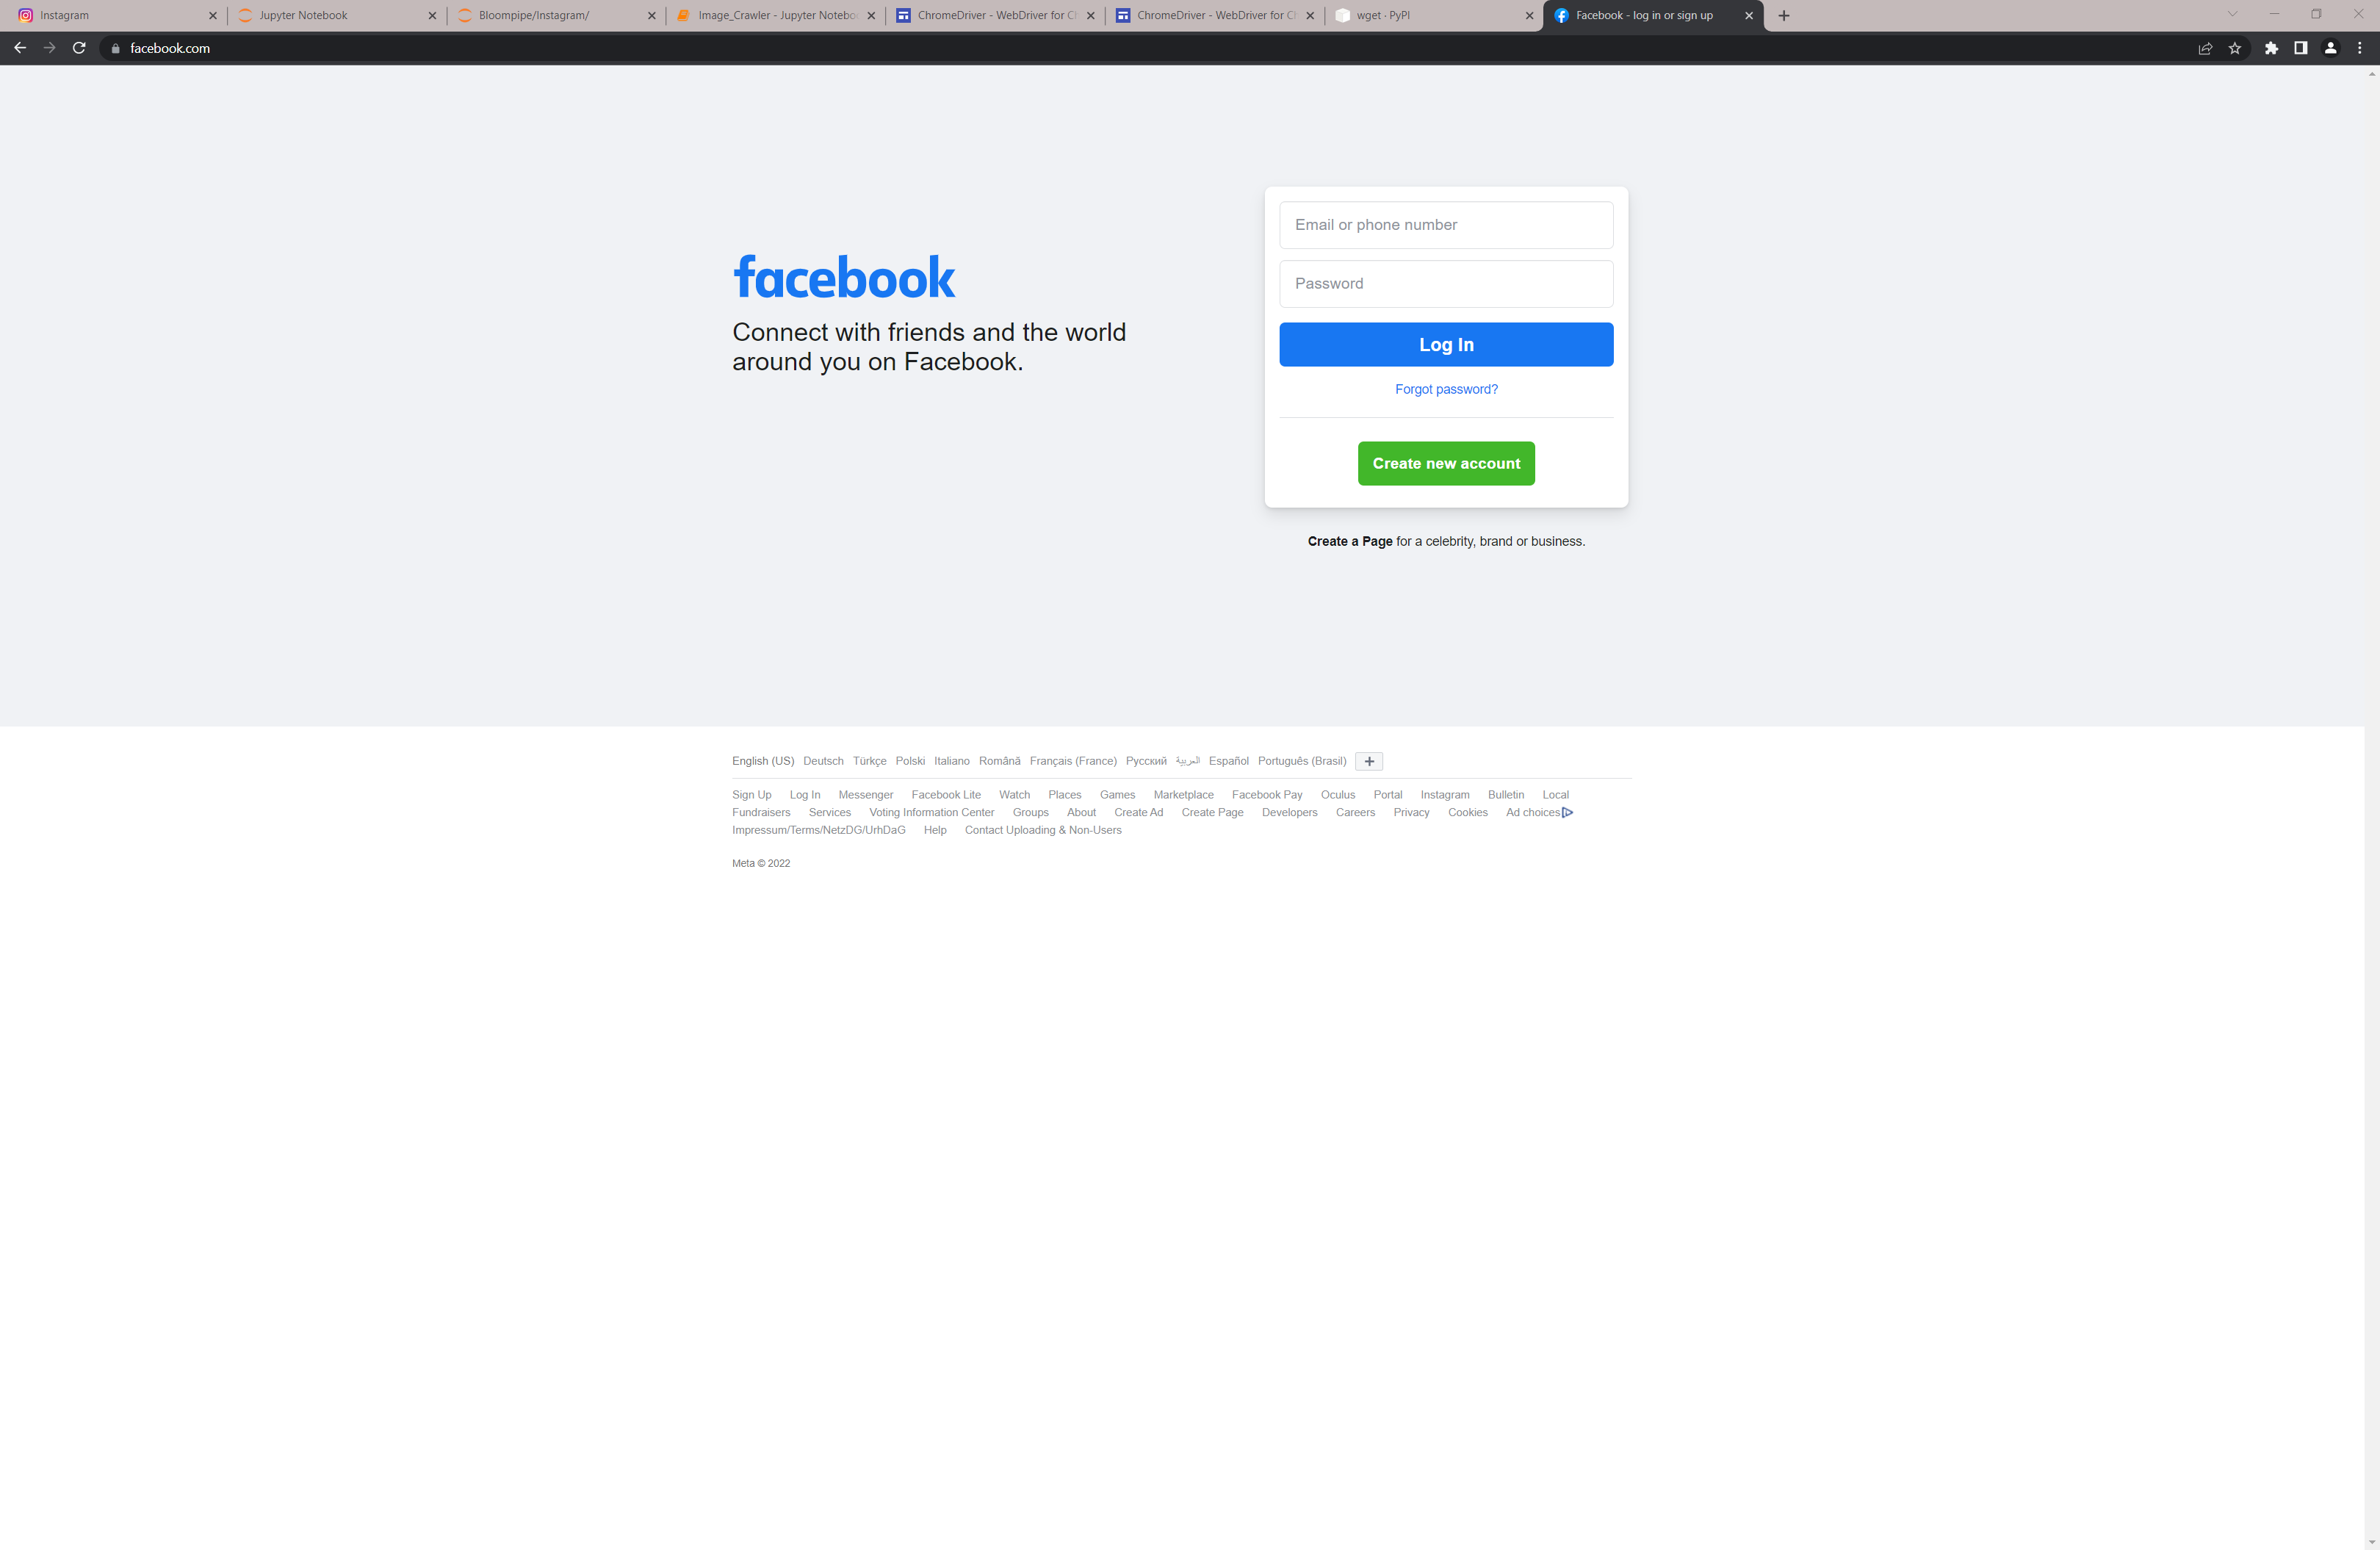 Instagram
Jupyter Notebook
Bloompipe/Instagram/
Image_Crawler - Jupyter Notebo
ChromeDriver - WebDriver for C
ChromeDriver - WebDriver for C
wget · PyPI
Facebook - log in or sign up
facebook.com
facebook
Connect with friends and the world
around you on Facebook.
Email or phone number
Password
Log In
Forgot password?
Create new account
Create a Page for a celebrity, brand or business.
English (US) Deutsch Türkçe Polski Italiano Română Français (France) Русский العربية Español Português (Brasil) +
Sign Up Log In Messenger Facebook Lite Watch Places Games Marketplace Facebook Pay Oculus Portal Instagram Bulletin Local
Fundraisers Services Voting Information Center Groups About Create Ad Create Page Developers Careers Privacy Cookies Ad choices
Impressum/Terms/NetzDG/UrhDaG Help Contact Uploading & Non-Users
Meta © 2022